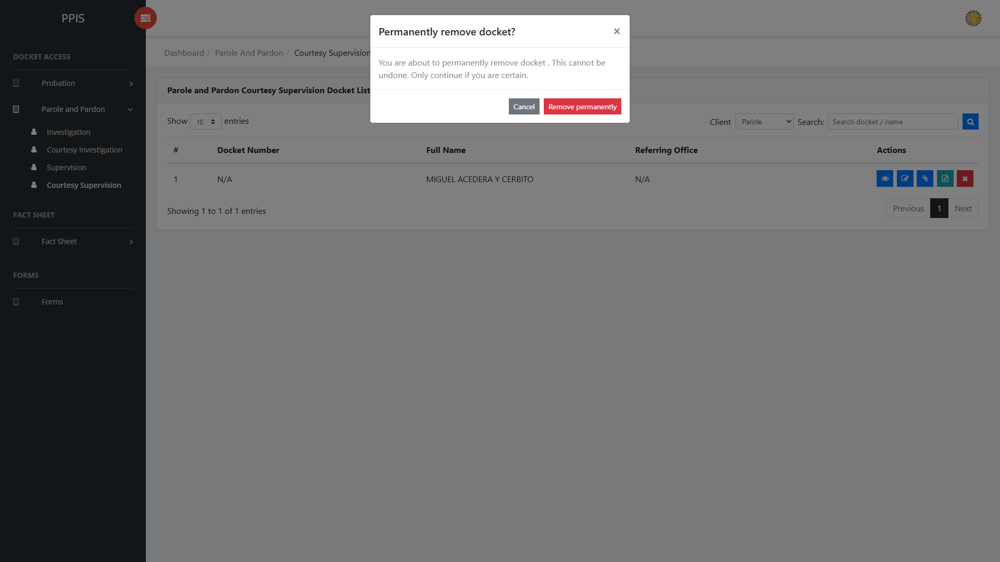 PPIS
DOCKET ACCESS
Probation
Parole and Pardon
Investigation
Courtesy Investigation
Supervision
Courtesy Supervision
FACT SHEET
Fact Sheet
FORMS
Forms
Dashboard / Parole And Pardon / Courtesy Supervision
Permanently remove docket? ×
You are about to permanently remove docket . This cannot be
undone. Only continue if you are certain.
Cancel Remove permanently
Parole and Pardon Courtesy Supervision Docket List
Show 10 entries
Client Parole Search: Search docket / name
# Docket Number Full Name Referring Office Actions
1 N/A MIGUEL ACEDERA Y CERBITO N/A
Showing 1 to 1 of 1 entries
Previous 1 Next